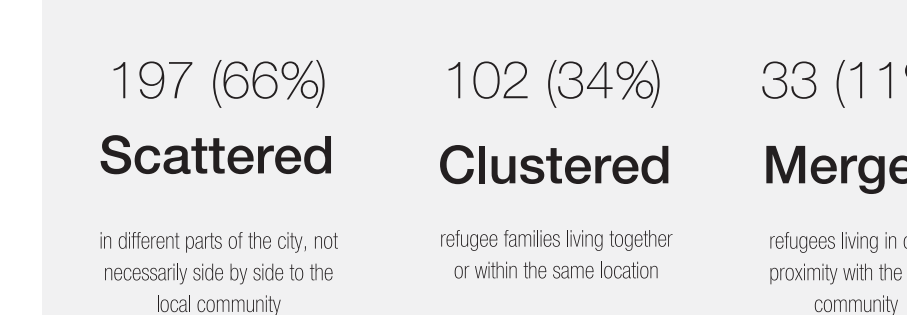 197 (66%)
Scattered
in different parts of the city, not
necessarily side by side to the
local community
102 (34%)
Clustered
refugee families living together
or within the same location
33 (11
refugees living in
proximity with the
community